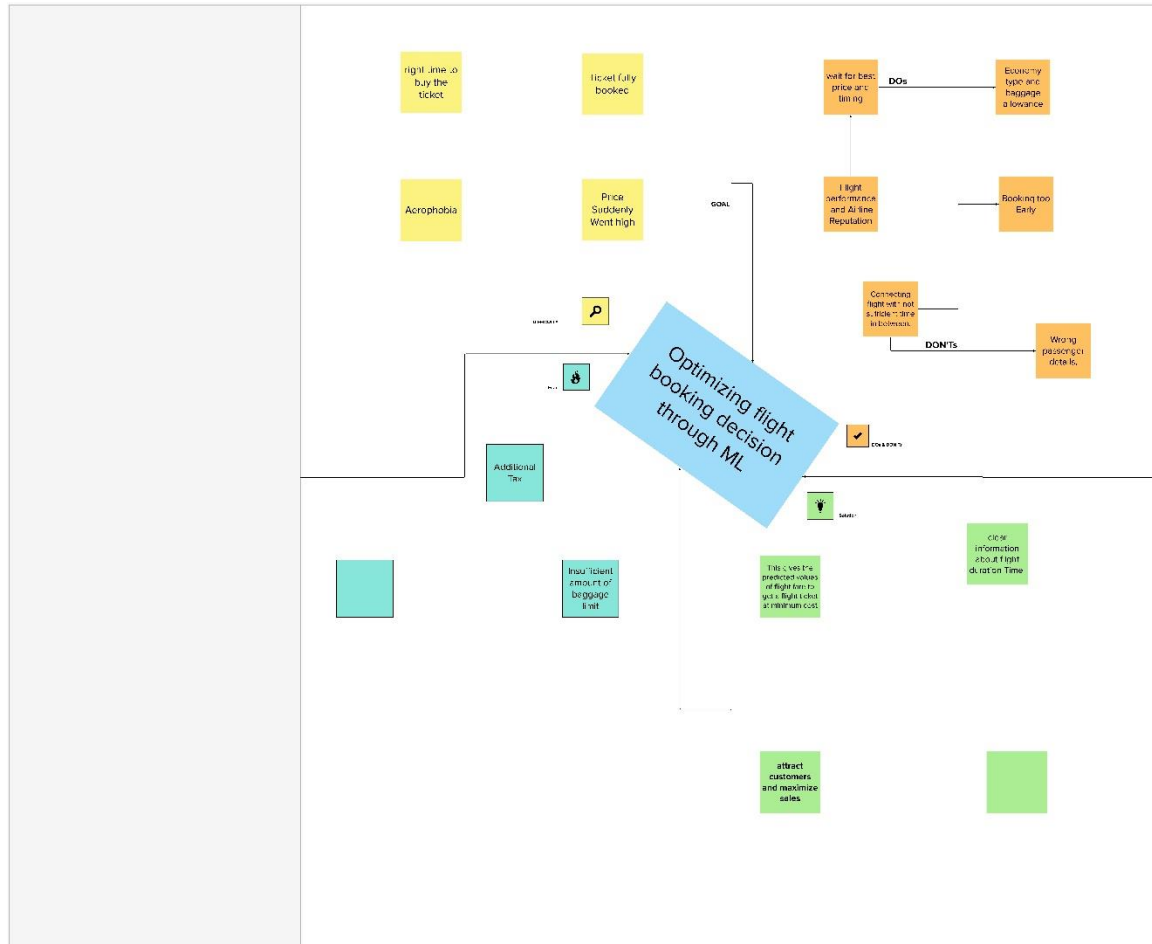 right time to
buy the
ticket
Ticket fully
booked
wait for best
price and
timing
DOs
Economy
type and
baggage
allowance
Aerophobia
Price
Suddenly
Went high
GOAL
Flight
performance
and Airline
Reputation
Booking too
Early
Connecting
flight with not
sufficient time
in between.
DON'Ts
Wrong
passenger
details.
Optimizing flight
booking decision
through ML
DOs & DON'Ts
Additional
Tax
Solution
Insufficient
amount of
baggage
limit
This gives the
predicted values
of flight fare to
get a flight ticket
at minimum cost
information
about flight
duration Time
attract
customers
and maximize
sales